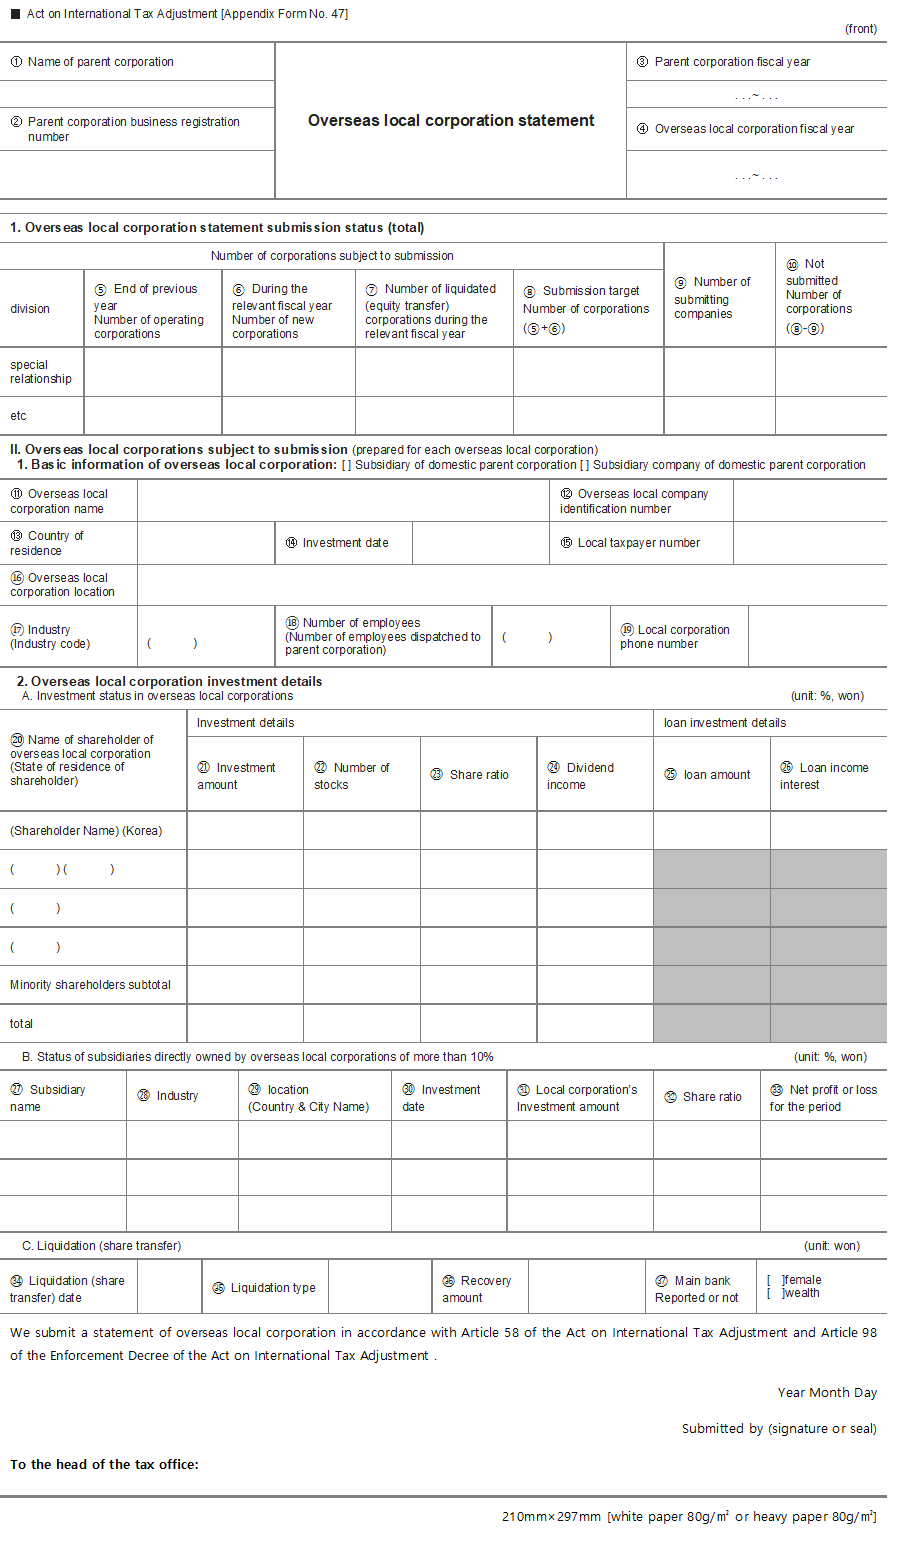 ■ Act on International Tax Adjustment [Appendix Form No. 47]
(front)
① Name of parent corporation
② Parent corporation business registration
number
Overseas local corporation statement
③ Parent corporation fiscal year
. . .~ . . .
④ Overseas local corporation fiscal year
. . .~ . . .
1. Overseas local corporation statement submission status (total)
division
Number of corporations subject to submission
⑤ End of previous
year
Number of operating
corporations
⑥ During the
relevant fiscal year
Number of new
corporations
⑦ Number of liquidated
(equity transfer)
corporations during the
relevant fiscal year
⑧ Submission target
Number of corporations
(⑤+⑥)
⑨ Number of
submitting
companies
⑩ Not
submitted
Number of
corporations
(⑧-⑨)
special
relationship
etc
II. Overseas local corporations subject to submission (prepared for each overseas local corporation)
1. Basic information of overseas local corporation: [ ] Subsidiary of domestic parent corporation [ ] Subsidiary company of domestic parent corporation
⑪ Overseas local
corporation name
⑫ Overseas local company
identification number
⑬ Country of
residence
⑭ Investment date
⑮ Local taxpayer number
⑯ Overseas local
corporation location
⑰ Industry
(Industry code)
( )
⑱ Number of employees
(Number of employees dispatched to
parent corporation)
( )
⑲ Local corporation
phone number
2. Overseas local corporation investment details
A. Investment status in overseas local corporations (unit: %, won)
⑳ Name of shareholder of
overseas local corporation
(State of residence of
shareholder)
Investment details
loan investment details
㉑ Investment
amount
㉒ Number of
stocks
㉓ Share ratio
㉔ Dividend
income
㉕ loan amount
㉖ Loan income
interest
(Shareholder Name) (Korea)
( ) ( )
( )
( )
Minority shareholders subtotal
total
B. Status of subsidiaries directly owned by overseas local corporations of more than 10% (unit: %, won)
㉗ Subsidiary
name
㉘ Industry
㉙ location
(Country & City Name)
㉚ Investment
date
㉛ Local corporation's
Investment amount
㉜ Share ratio
㉝ Net profit or loss
for the period
C. Liquidation (share transfer) (unit: won)
㉞ Liquidation (share
transfer) date
㉟ Liquidation type
㊱ Recovery
amount
㊲ Main bank
Reported or not
[ ]female
[ ]wealth
We submit a statement of overseas local corporation in accordance with Article 58 of the Act on International Tax Adjustment and Article 98
of the Enforcement Decree of the Act on International Tax Adjustment .
Year Month Day
Submitted by (signature or seal)
To the head of the tax office:
210mm×297mm [white paper 80g/㎡ or heavy paper 80g/㎡]